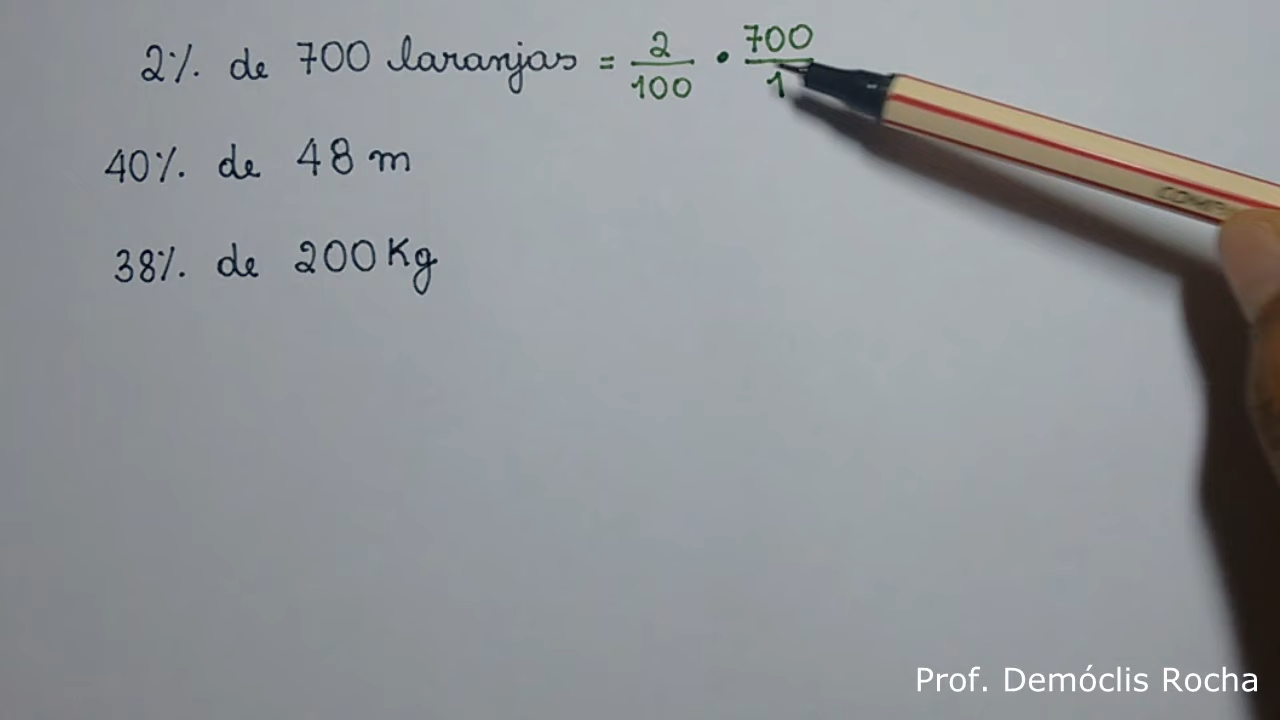 2% de 700 laranjas = 2/100 · 700/1
40% de 48 m
38% de 200 Kg
Prof. Demóclis Rocha